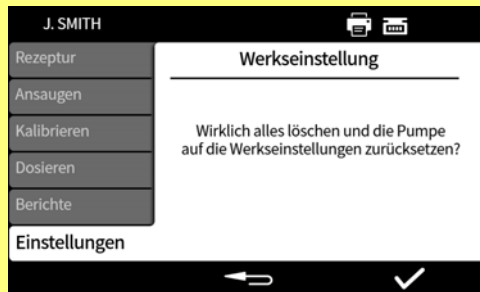 J. SMITH
Rezeptur
Ansaugen
Kalibrieren
Dosieren
Berichte
Einstellungen
Werkseinstellung
Wirklich alles löschen und die Pumpe
auf die Werkseinstellungen zurücksetzen?